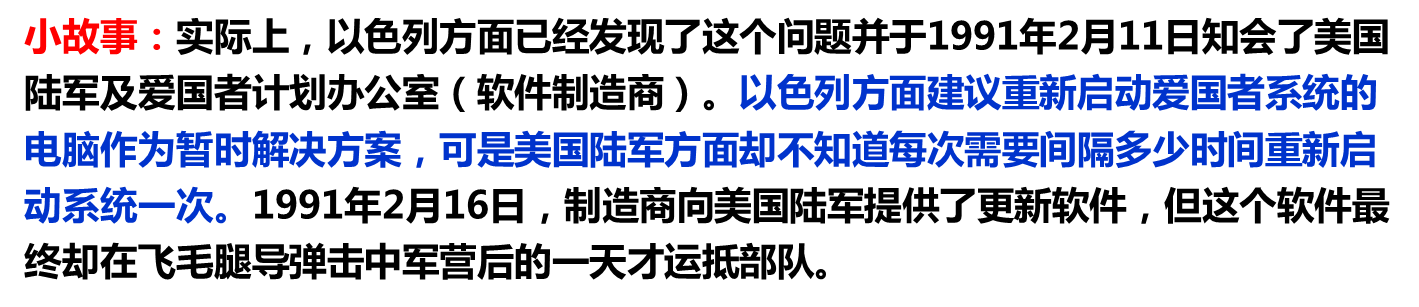 小故事：实际上，以色列方面已经发现了这个问题并于1991年2月11日知会了美国
陆军及爱国者计划办公室（软件制造商）。以色列方面建议重新启动爱国者系统的
电脑作为暂时解决方案，可是美国陆军方面却不知道每次需要间隔多少时间重新启
动系统一次。1991年2月16日，制造商向美国陆军提供了更新软件，但这个软件最
终却在飞毛腿导弹击中军营后的一天才运抵部队。